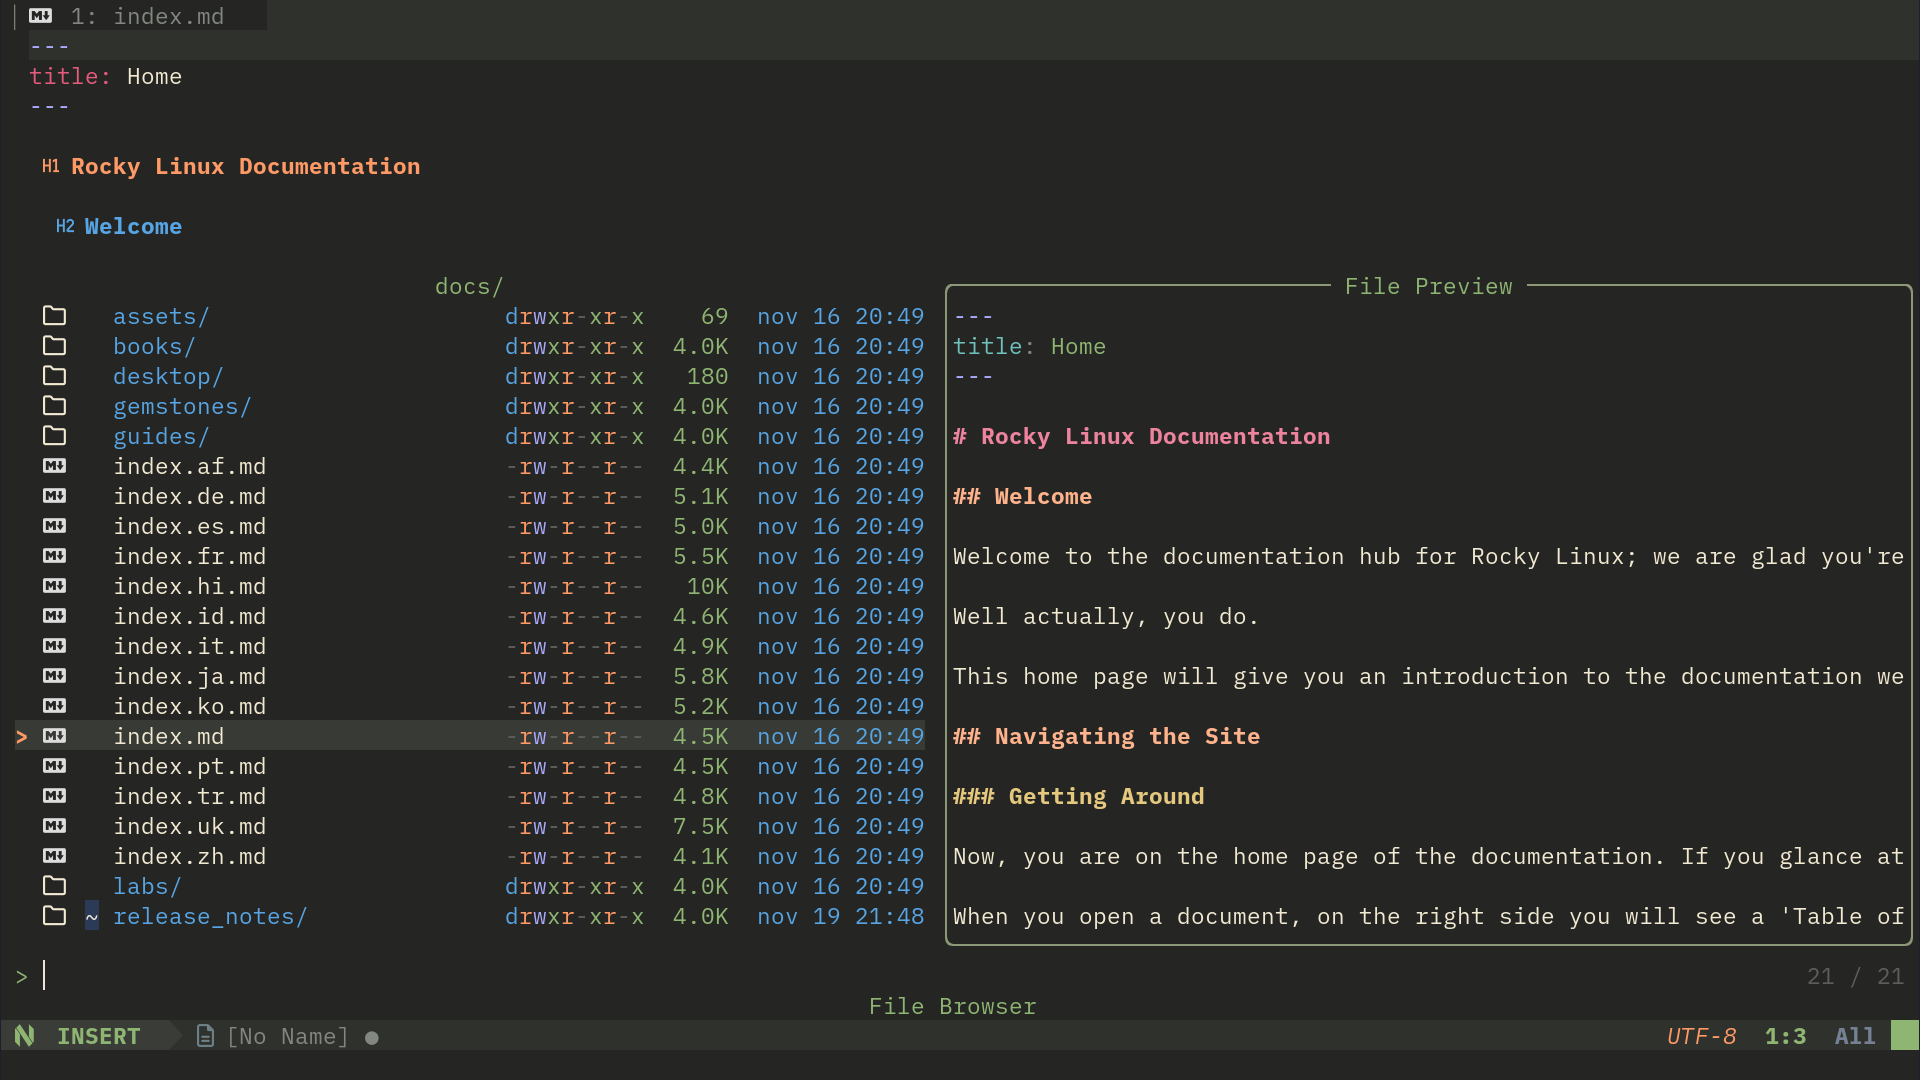 1: index.md
---
title: Home
---
H1 Rocky Linux Documentation
H2 Welcome
docs/
assets/ drwxr-xr-x 69 nov 16 20:49
books/ drwxr-xr-x 4.0K nov 16 20:49
desktop/ drwxr-xr-x 180 nov 16 20:49
gemstones/ drwxr-xr-x 4.0K nov 16 20:49
guides/ drwxr-xr-x 4.0K nov 16 20:49
index.af.md -rw-r--r-- 4.4K nov 16 20:49
index.de.md -rw-r--r-- 5.1K nov 16 20:49
index.es.md -rw-r--r-- 5.0K nov 16 20:49
index.fr.md -rw-r--r-- 5.5K nov 16 20:49
index.hi.md -rw-r--r-- 10K nov 16 20:49
index.id.md -rw-r--r-- 4.6K nov 16 20:49
index.it.md -rw-r--r-- 4.9K nov 16 20:49
index.ja.md -rw-r--r-- 5.8K nov 16 20:49
index.ko.md -rw-r--r-- 5.2K nov 16 20:49
> index.md -rw-r--r-- 4.5K nov 16 20:49
index.pt.md -rw-r--r-- 4.5K nov 16 20:49
index.tr.md -rw-r--r-- 4.8K nov 16 20:49
index.uk.md -rw-r--r-- 7.5K nov 16 20:49
index.zh.md -rw-r--r-- 4.1K nov 16 20:49
labs/ drwxr-xr-x 4.0K nov 16 20:49
~ release_notes/ drwxr-xr-x 4.0K nov 19 21:48
File Preview
---
title: Home
---
# Rocky Linux Documentation
## Welcome
Welcome to the documentation hub for Rocky Linux; we are glad you're
Well actually, you do.
This home page will give you an introduction to the documentation we
## Navigating the Site
### Getting Around
Now, you are on the home page of the documentation. If you glance at
When you open a document, on the right side you will see a 'Table of
>
21 / 21
File Browser
INSERT [No Name] ● UTF-8 1:3 All